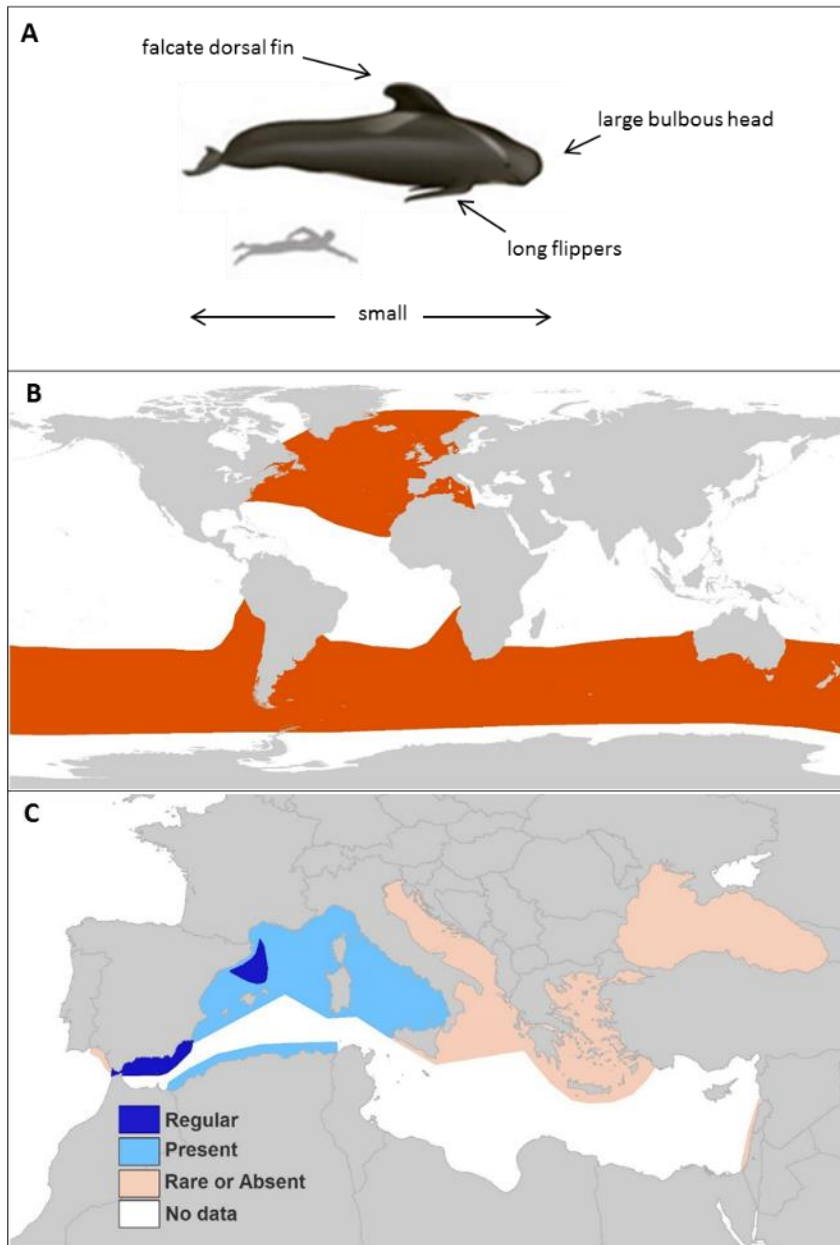 A
falcate dorsal fin
large bulbous head
long flippers
small
B
C
Regular
Present
Rare or Absent
No data